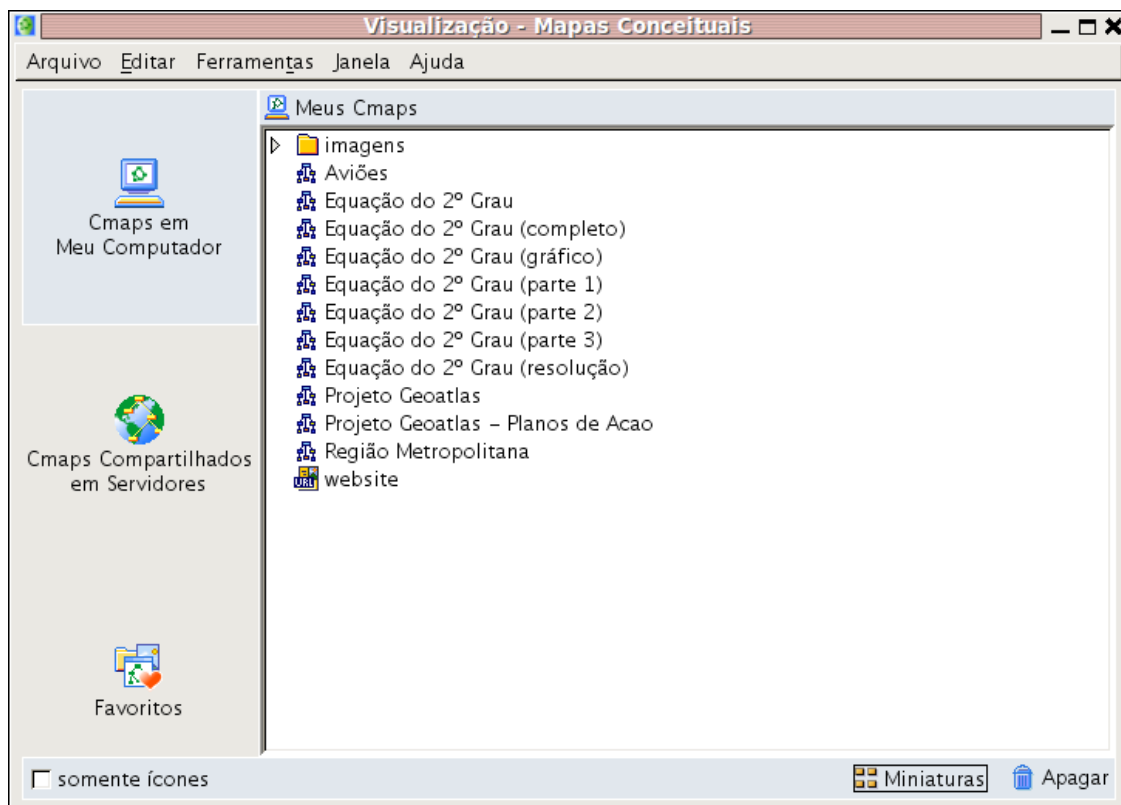 Visualização - Mapas Conceituais
Arquivo Editar Ferramentas Janela Ajuda
Cmaps em
Meu Computador
Cmaps Compartilhados
em Servidores
Favoritos
Meus Cmaps
imagens
Aviões
Equação do 2º Grau
Equação do 2º Grau (completo)
Equação do 2º Grau (gráfico)
Equação do 2º Grau (parte 1)
Equação do 2º Grau (parte 2)
Equação do 2º Grau (parte 3)
Equação do 2º Grau (resolução)
Projeto Geoatlas
Projeto Geoatlas – Planos de Acao
Região Metropolitana
URL website
somente ícones
Miniaturas Apagar